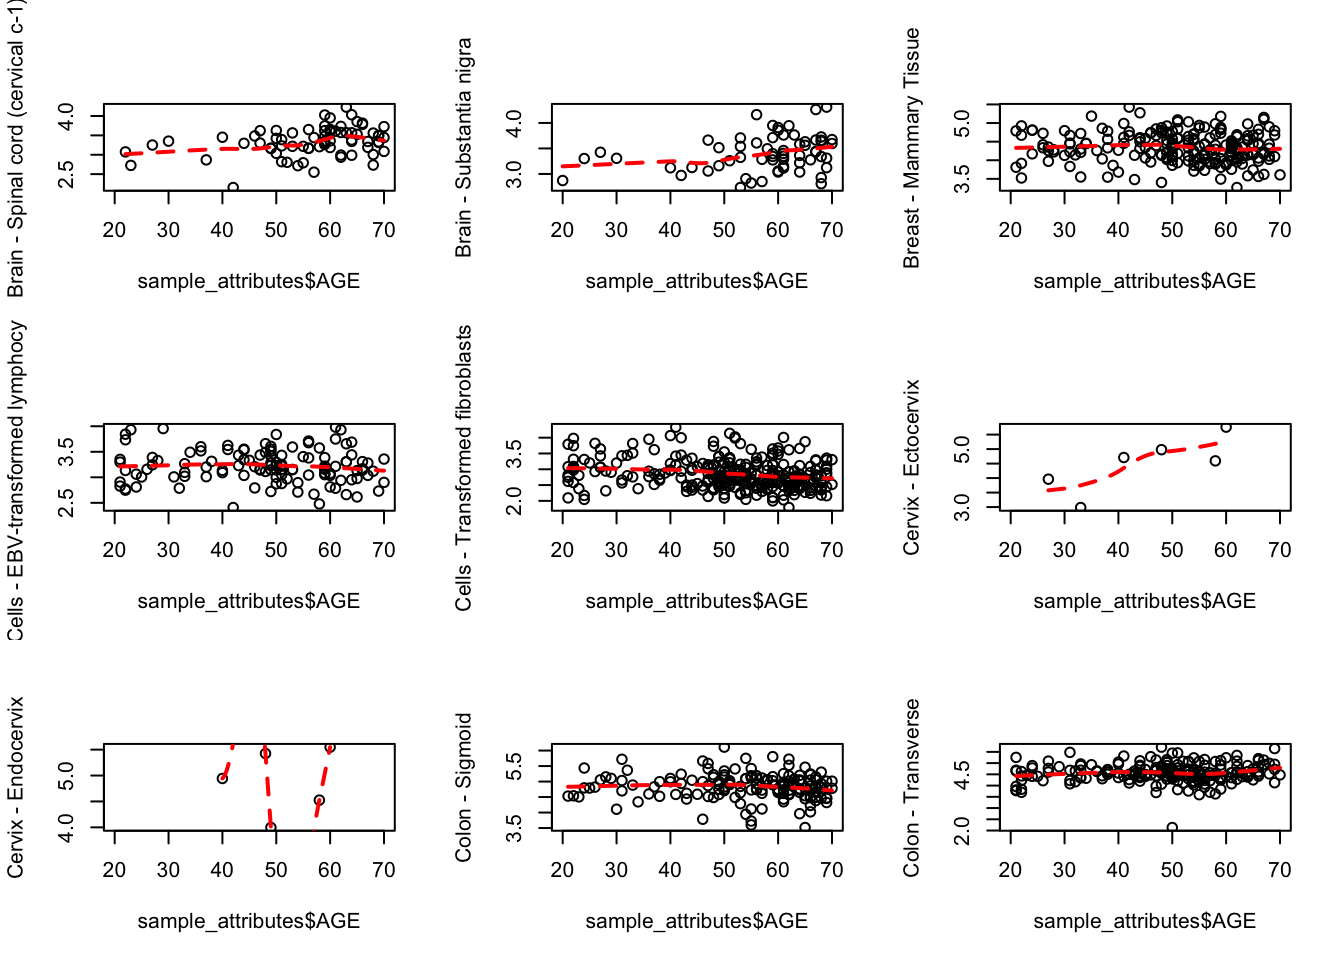 Brain - Spinal cord (cervical c-1)
4.0
2.5
20 30 40 50 60 70
sample_attributes$AGE
Brain - Substantia nigra
4.0
3.0
20 30 40 50 60 70
sample_attributes$AGE
Breast - Mammary Tissue
5.0
3.5
20 30 40 50 60 70
sample_attributes$AGE
Cells - EBV-transformed lymphocy
3.5
2.5
20 30 40 50 60 70
sample_attributes$AGE
Cells - Transformed fibroblasts
3.5
2.0
20 30 40 50 60 70
sample_attributes$AGE
Cervix - Ectocervix
5.0
3.0
20 30 40 50 60 70
sample_attributes$AGE
Cervix - Endocervix
5.0
4.0
20 30 40 50 60 70
sample_attributes$AGE
Colon - Sigmoid
5.5
3.5
20 30 40 50 60 70
sample_attributes$AGE
Colon - Transverse
4.5
2.0
20 30 40 50 60 70
sample_attributes$AGE